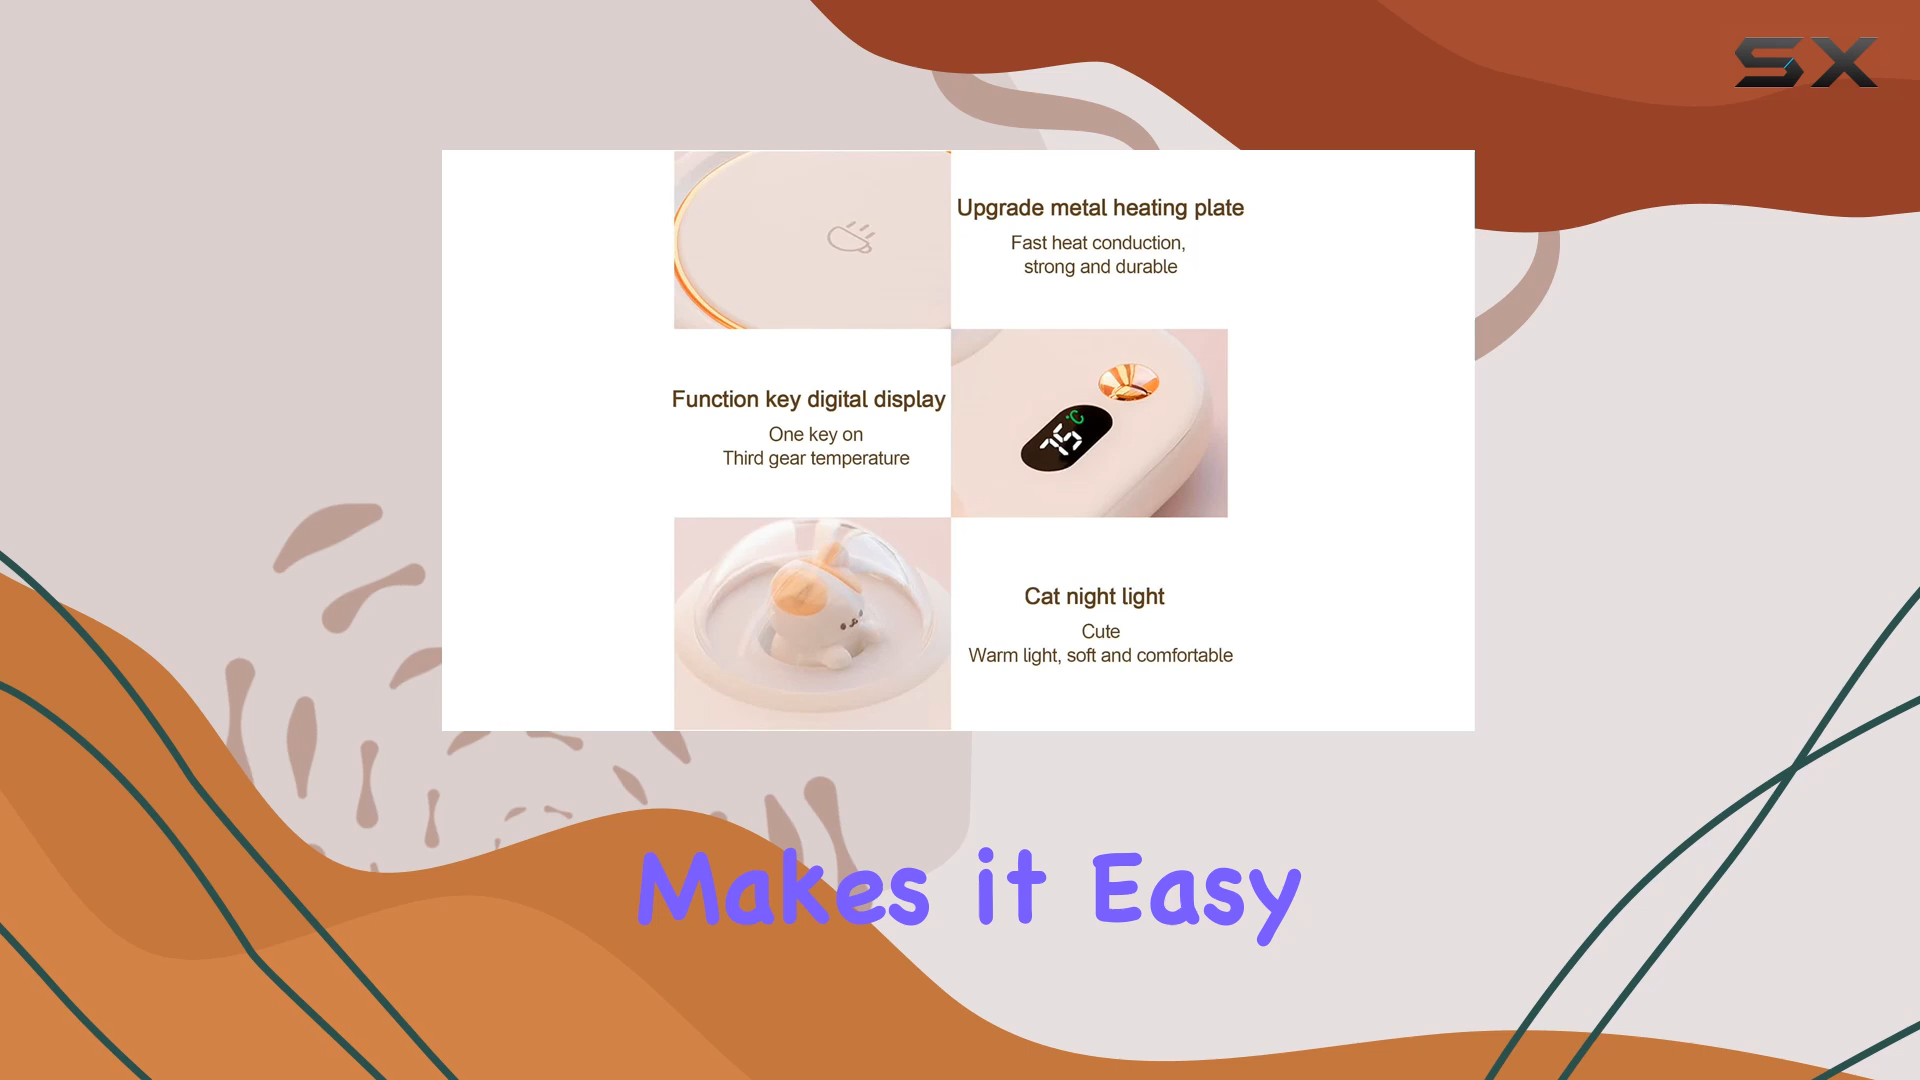 SX
Upgrade metal heating plate
Fast heat conduction,
strong and durable
Function key digital display
One key on
Third gear temperature
75
°C
Cat night light
Cute
Warm light, soft and comfortable
Makes it Easy